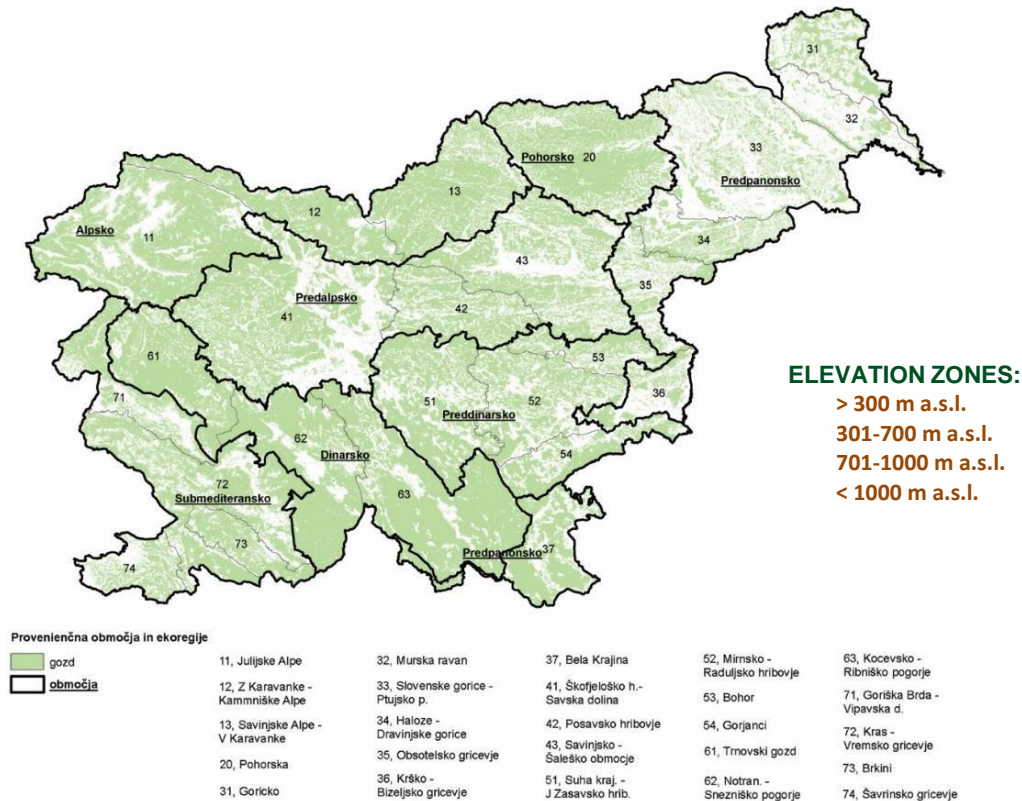 31
32
Pohorsko 20
33
Predpanonsko
13
12
Alpsko
11
34
43
35
Predalpsko
41
42
61
53
36
71
51
52
Preddinarsko
62
54
Dinarsko
72
Submediteransko
63
73
Predpanonsko
37
74
ELEVATION ZONES:
> 300 m a.s.l.
301-700 m a.s.l.
701-1000 m a.s.l.
< 1000 m a.s.l.
Provenienčna območja in ekoregije
gozd
območja
11, Julijske Alpe
12, Z Karavanke -
Kammniške Alpe
13, Savinjske Alpe -
V Karavanke
20, Pohorska
31, Goricko
32, Murska ravan
33, Slovenske gorice -
Ptujsko p.
34, Haloze -
Dravinjske gorice
35, Obsotelsko gricevje
36, Krško -
Bizeljsko gricevje
37, Bela Krajina
41, Škofjeloško h.-
Savska dolina
42, Posavsko hribovje
43, Savinjsko -
Šaleško obmocje
51, Suha kraj. -
J Zasavsko hrib.
52, Mirnsko -
Raduljsko hribovje
53, Bohor
54, Gorjanci
61, Trnovski gozd
62, Notran. -
Snezniško pogorje
63, Kocevsko -
Ribniško pogorje
71, Goriška Brda -
Vipavska d.
72, Kras -
Vremsko gricevje
73, Brkini
74, Šavrinsko gricevje